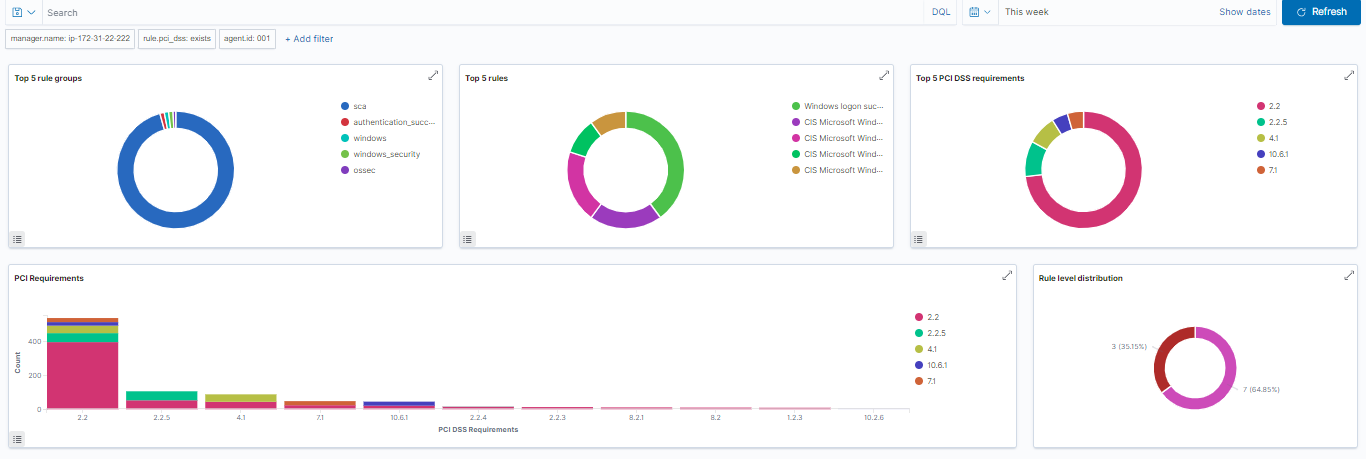 Search DQL This week Show dates Refresh
manager.name: ip-172-31-22-222 rule.pci_dss: exists agent.id: 001 + Add filter
Top 5 rule groups
sca
authentication_succ...
windows
windows_security
ossec
Top 5 rules
Windows logon suc...
CIS Microsoft Wind...
CIS Microsoft Wind...
CIS Microsoft Wind...
CIS Microsoft Wind...
Top 5 PCI DSS requirements
2.2
2.2.5
4.1
10.6.1
7.1
PCI Requirements
Count
400
200
0
2.2 2.2.5 4.1 7.1 10.6.1 2.2.4 2.2.3 8.2.1 8.2 1.2.3 10.2.6
PCI DSS Requirements
2.2
2.2.5
4.1
10.6.1
7.1
Rule level distribution
3 (35.15%)
7 (64.85%)